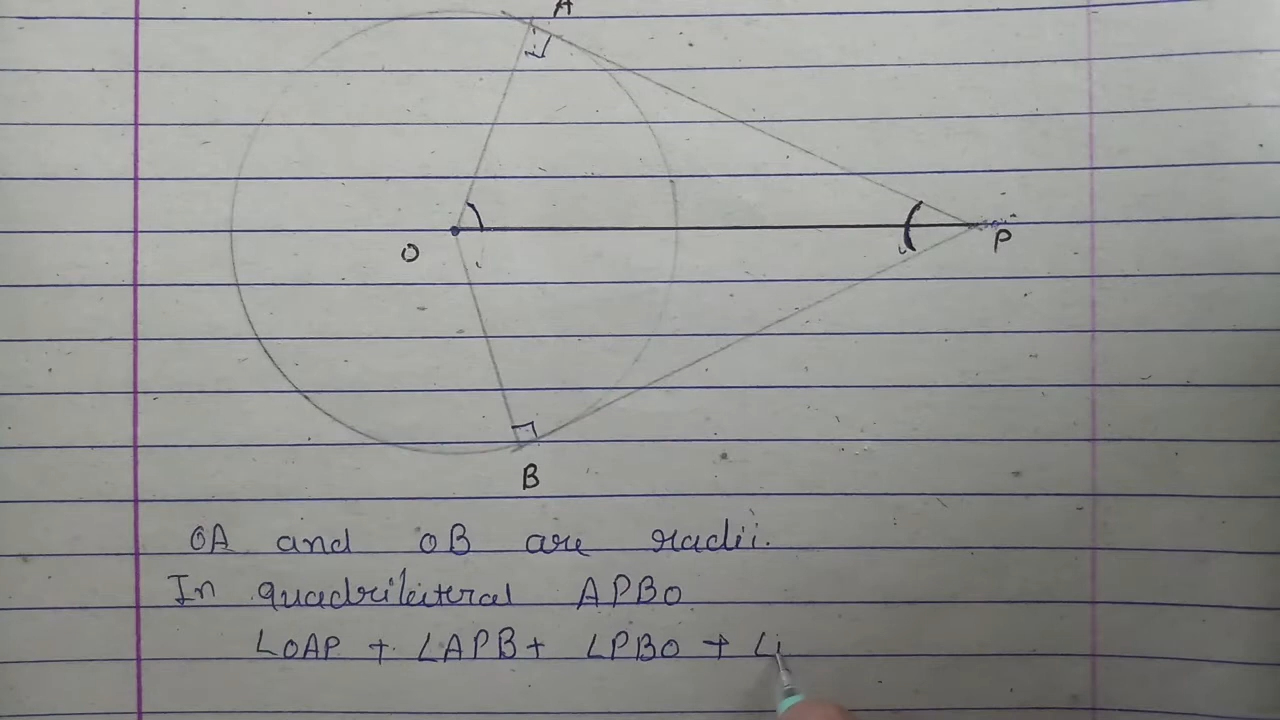 A
O
P
B
OA and OB are radii.
In quadrilateral APBO
∠OAP + ∠APB + ∠PBO + ∠